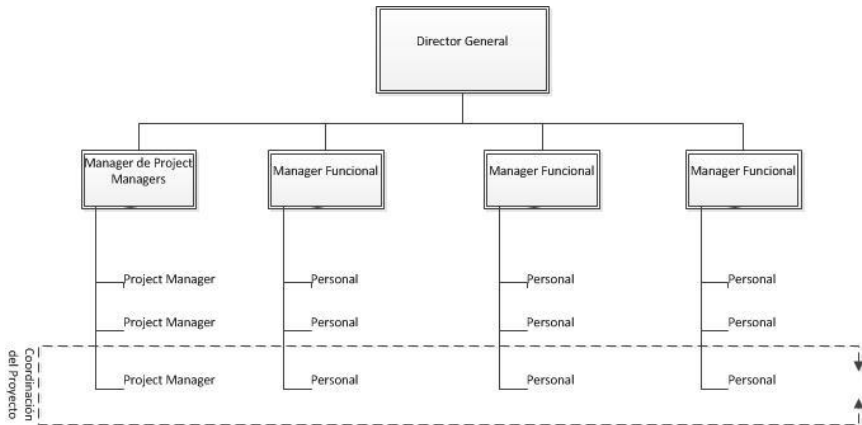 Director General
Manager de Project
Managers
Manager Funcional
Manager Funcional
Manager Funcional
Project Manager
Personal
Personal
Personal
Project Manager
Personal
Personal
Personal
Coordinación
del Proyecto
Project Manager
Personal
Personal
Personal